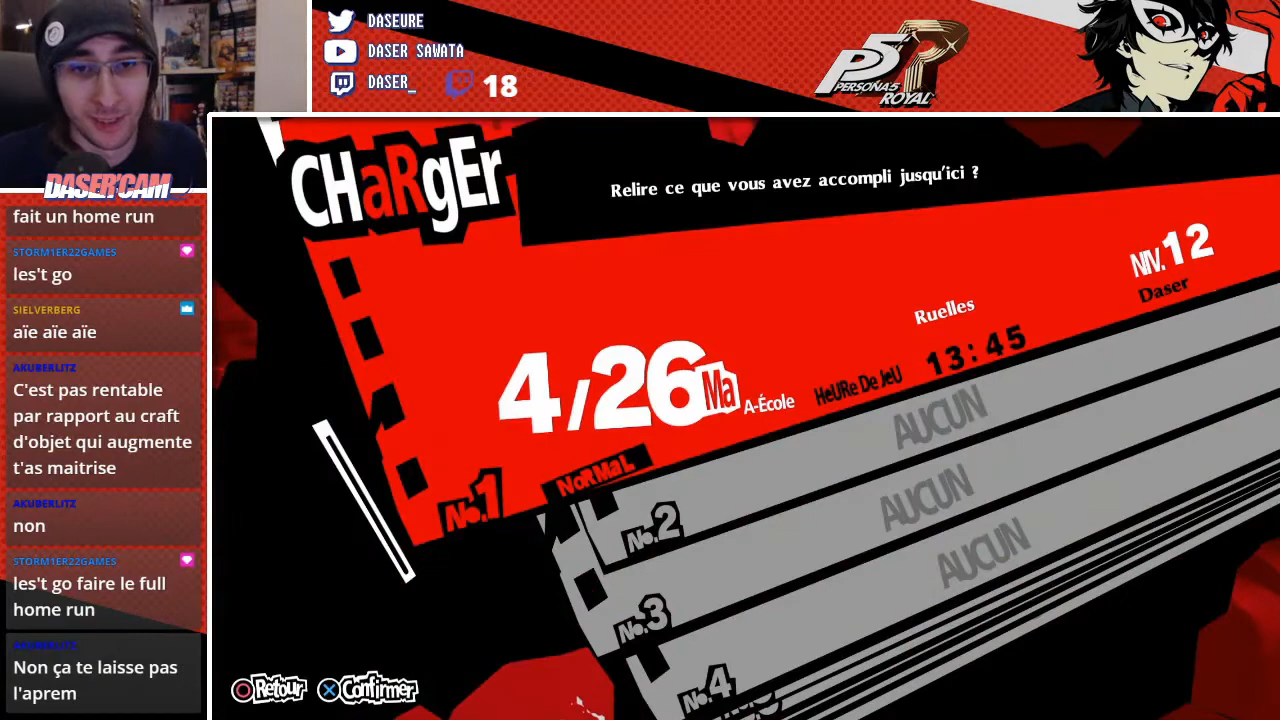 DASEURE
DASER SAWATA
DASER_
18
P5R
PERSONA5
ROYAL
DASER'CAM
fait un home run
STORM1ER22GAMES
les't go
SIELVERBERG
aïe aïe aïe
AKUBERLITZ
C'est pas rentable
par rapport au craft
d'objet qui augmente
t'as maitrise
AKUBERLITZ
non
STORM1ER22GAMES
les't go faire le full
home run
AKUBERLITZ
Non ça te laisse pas
l'aprem
CHaRgEr
Relire ce que vous avez accompli jusqu'ici ?
NIV.12
Daser
Ruelles
4/26 Ma A-École HeURe De JeU 13:45
No.1 NoRMaL
No.2 AUCUN
No.3 AUCUN
No.4 AUCUN
Retour Confirmer